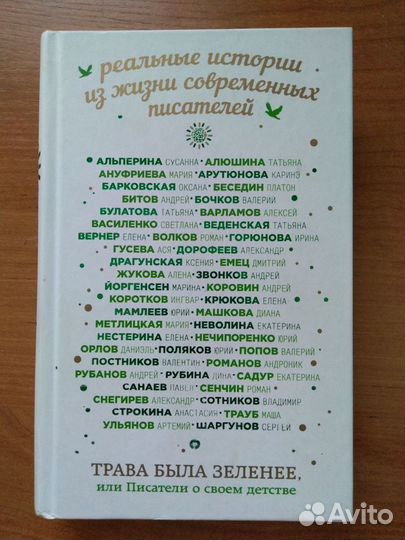 реальные истории
из жизни современных
писателей
АЛЬПЕРИНА СУСАННА · АЛЮШИНА ТАТЬЯНА
АНУФРИЕВА МАРИЯ · АРУТЮНОВА КАРИНЭ
БАРКОВСКАЯ ОКСАНА · БЕСЕДИН ПЛАТОН
БИТОВ АНДРЕЙ · БОЧКОВ ВАЛЕРИЙ
БУЛАТОВА ТАТЬЯНА · ВАРЛАМОВ АЛЕКСЕЙ
ВАСИЛЕНКО СВЕТЛАНА · ВЕДЕНСКАЯ ТАТЬЯНА
ВЕРНЕР ЕЛЕНА · ВОЛКОВ РОМАН · ГОРЮНОВА ИРИНА
ГУСЕВА АСЯ · ДОРОФЕЕВ АЛЕКСАНДР
ДРАГУНСКАЯ КСЕНИЯ · ЕМЕЦ ДМИТРИЙ
ЖУКОВА АЛЕНА · ЗВОНКОВ АНДРЕЙ
ЙОРГЕНСЕН МАРИНА · КОРОВИН АНДРЕЙ
КОРОТКОВ ИНГВАР · КРЮКОВА ЕЛЕНА
МАМЛЕЕВ ЮРИЙ · МАШКОВА ДИАНА
МЕТЛИЦКАЯ МАРИЯ · НЕВОЛИНА ЕКАТЕРИНА
НЕСТЕРИНА ЕЛЕНА · НЕЧИПОРЕНКО ЮРИЙ
ОРЛОВ ДАНИЭЛЬ · ПОЛЯКОВ ЮРИЙ · ПОПОВ ВАЛЕРИЙ
ПОСТНИКОВ ВАЛЕНТИН · РОМАНОВ АНДРОНИК
РУБАНОВ АНДРЕЙ · РУБИНА ДИНА · САДУР ЕКАТЕРИНА
САНАЕВ ПАВЕЛ · СЕНЧИН РОМАН
СНЕГИРЕВ АЛЕКСАНДР · СОТНИКОВ ВЛАДИМИР
СТРОКИНА АНАСТАСИЯ · ТРАУБ МАША
УЛЬЯНОВ АРТЕМИЙ · ШАРГУНОВ СЕРГЕЙ
ТРАВА БЫЛА ЗЕЛЕНЕЕ,
или Писатели о своем детстве
Avito